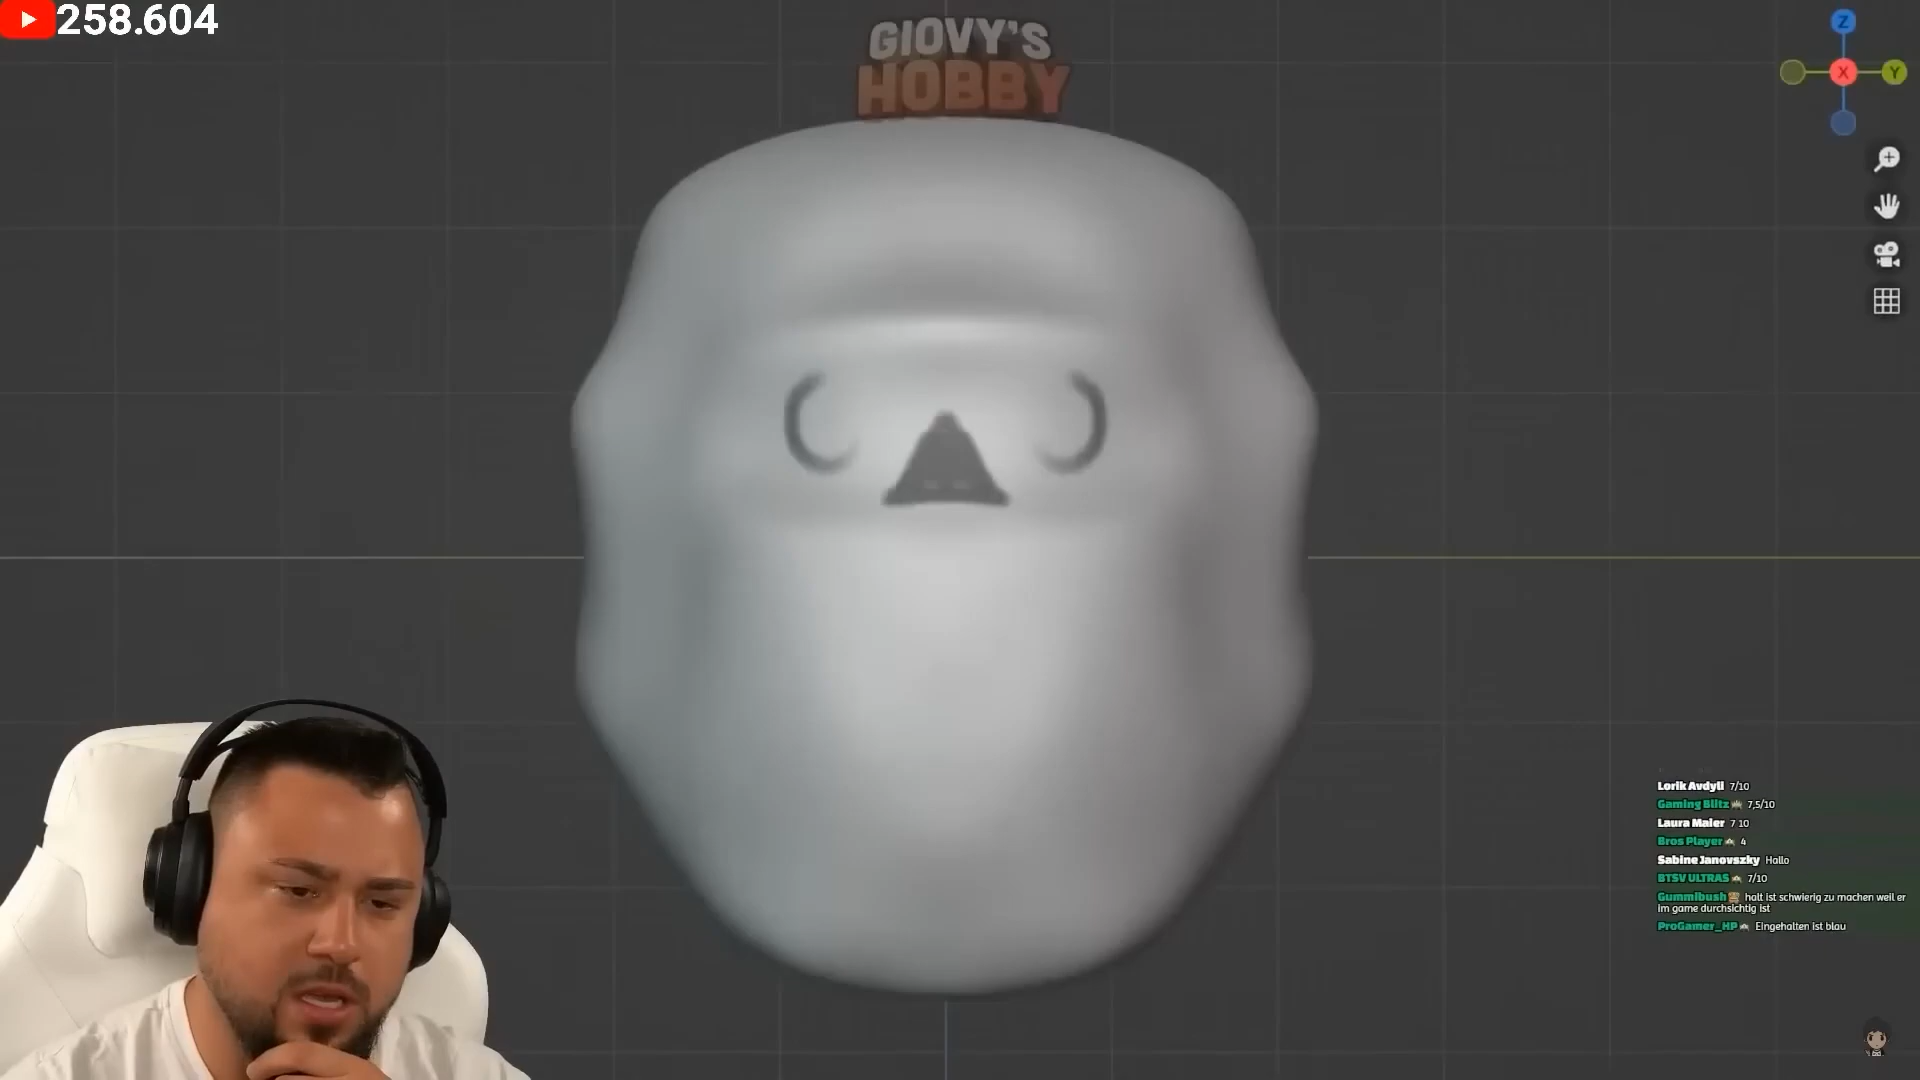 258.604
GIOVY'S
HOBBY
Z
X
Y
Lorik Avdyli 7/10
Gaming Blitz 7,5/10
Laura Maier 7 10
Bros Player 4
Sabine Janovszky Hallo
BTSV ULTRAS 7/10
Gummibush halt ist schwierig zu machen weil er
im game durchsichtig ist
ProGamer_HP Eingehalten ist blau